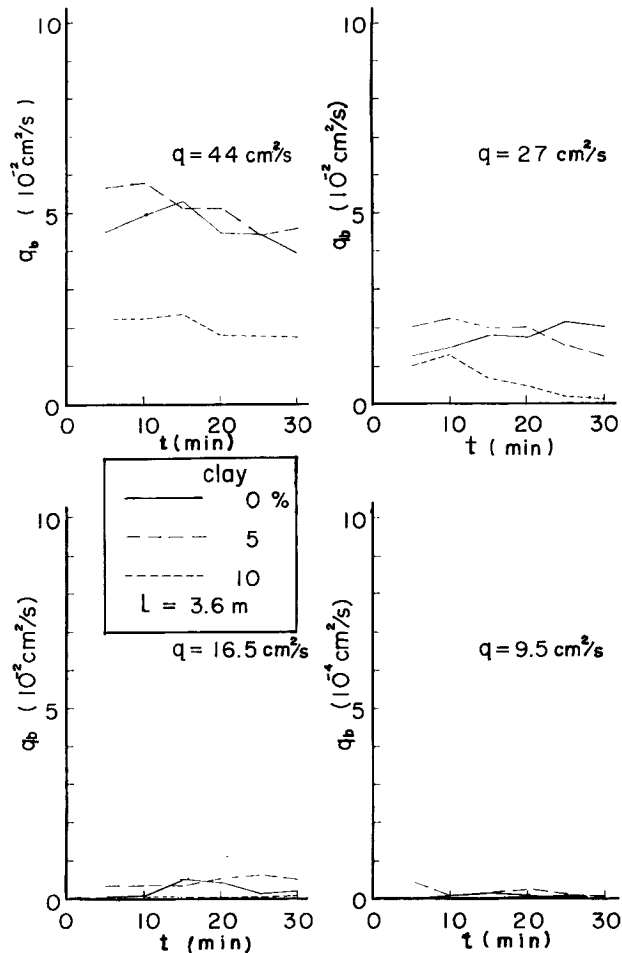 10
5
0
q_b (10⁻² cm²/s)
q = 44 cm²/s
0 10 20 30
t (min)
10
5
0
q_b (10⁻² cm²/s)
q = 27 cm²/s
0 10 20 30
t (min)
clay
0 %
5
10
L = 3.6 m
10
5
0
q_b (10⁻² cm²/s)
q = 16.5 cm²/s
0 10 20 30
t (min)
10
5
0
q_b (10⁻⁴ cm²/s)
q = 9.5 cm²/s
0 10 20 30
t (min)